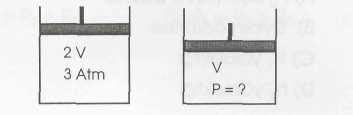 2 V
3 Atm
V
P = ?